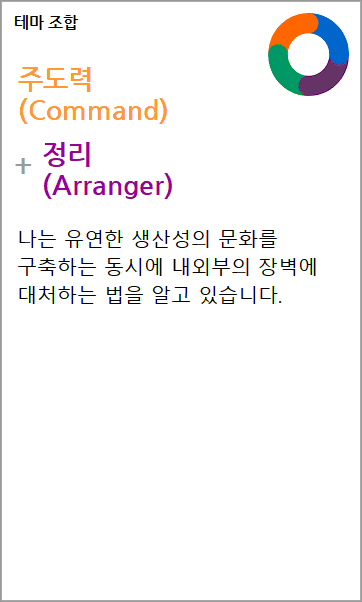 테마 조합
주도력
(Command)
+ 정리
(Arranger)
나는 유연한 생산성의 문화를
구축하는 동시에 내외부의 장벽에
대처하는 법을 알고 있습니다.